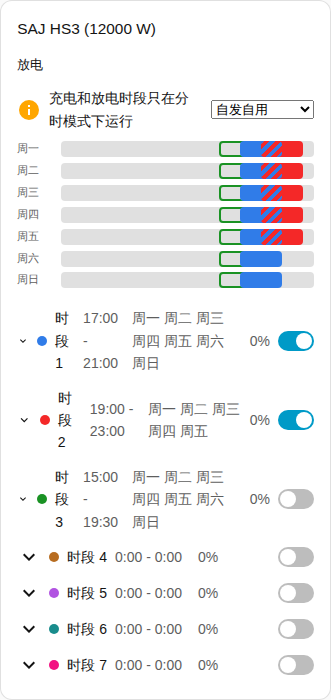 SAJ HS3 (12000 W)
放电
充电和放电时段只在分
时模式下运行
自发自用
周一
周二
周三
周四
周五
周六
周日
时段1 17:00 - 21:00 周一 周二 周三 周四 周五 周六 周日 0%
时段2 19:00 - 23:00 周一 周二 周三 周四 周五 0%
时段3 15:00 - 19:30 周一 周二 周三 周四 周五 周六 周日 0%
时段 4 0:00 - 0:00 0%
时段 5 0:00 - 0:00 0%
时段 6 0:00 - 0:00 0%
时段 7 0:00 - 0:00 0%